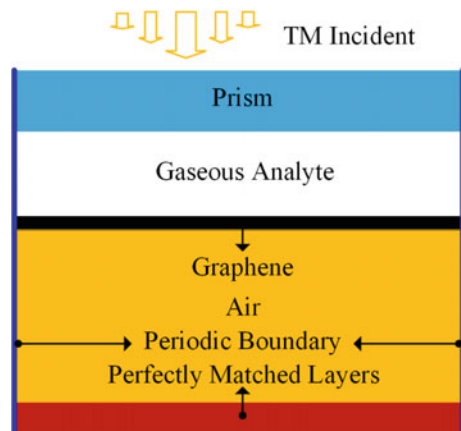 TM Incident
Prism
Gaseous Analyte
Graphene
Air
Periodic Boundary
Perfectly Matched Layers